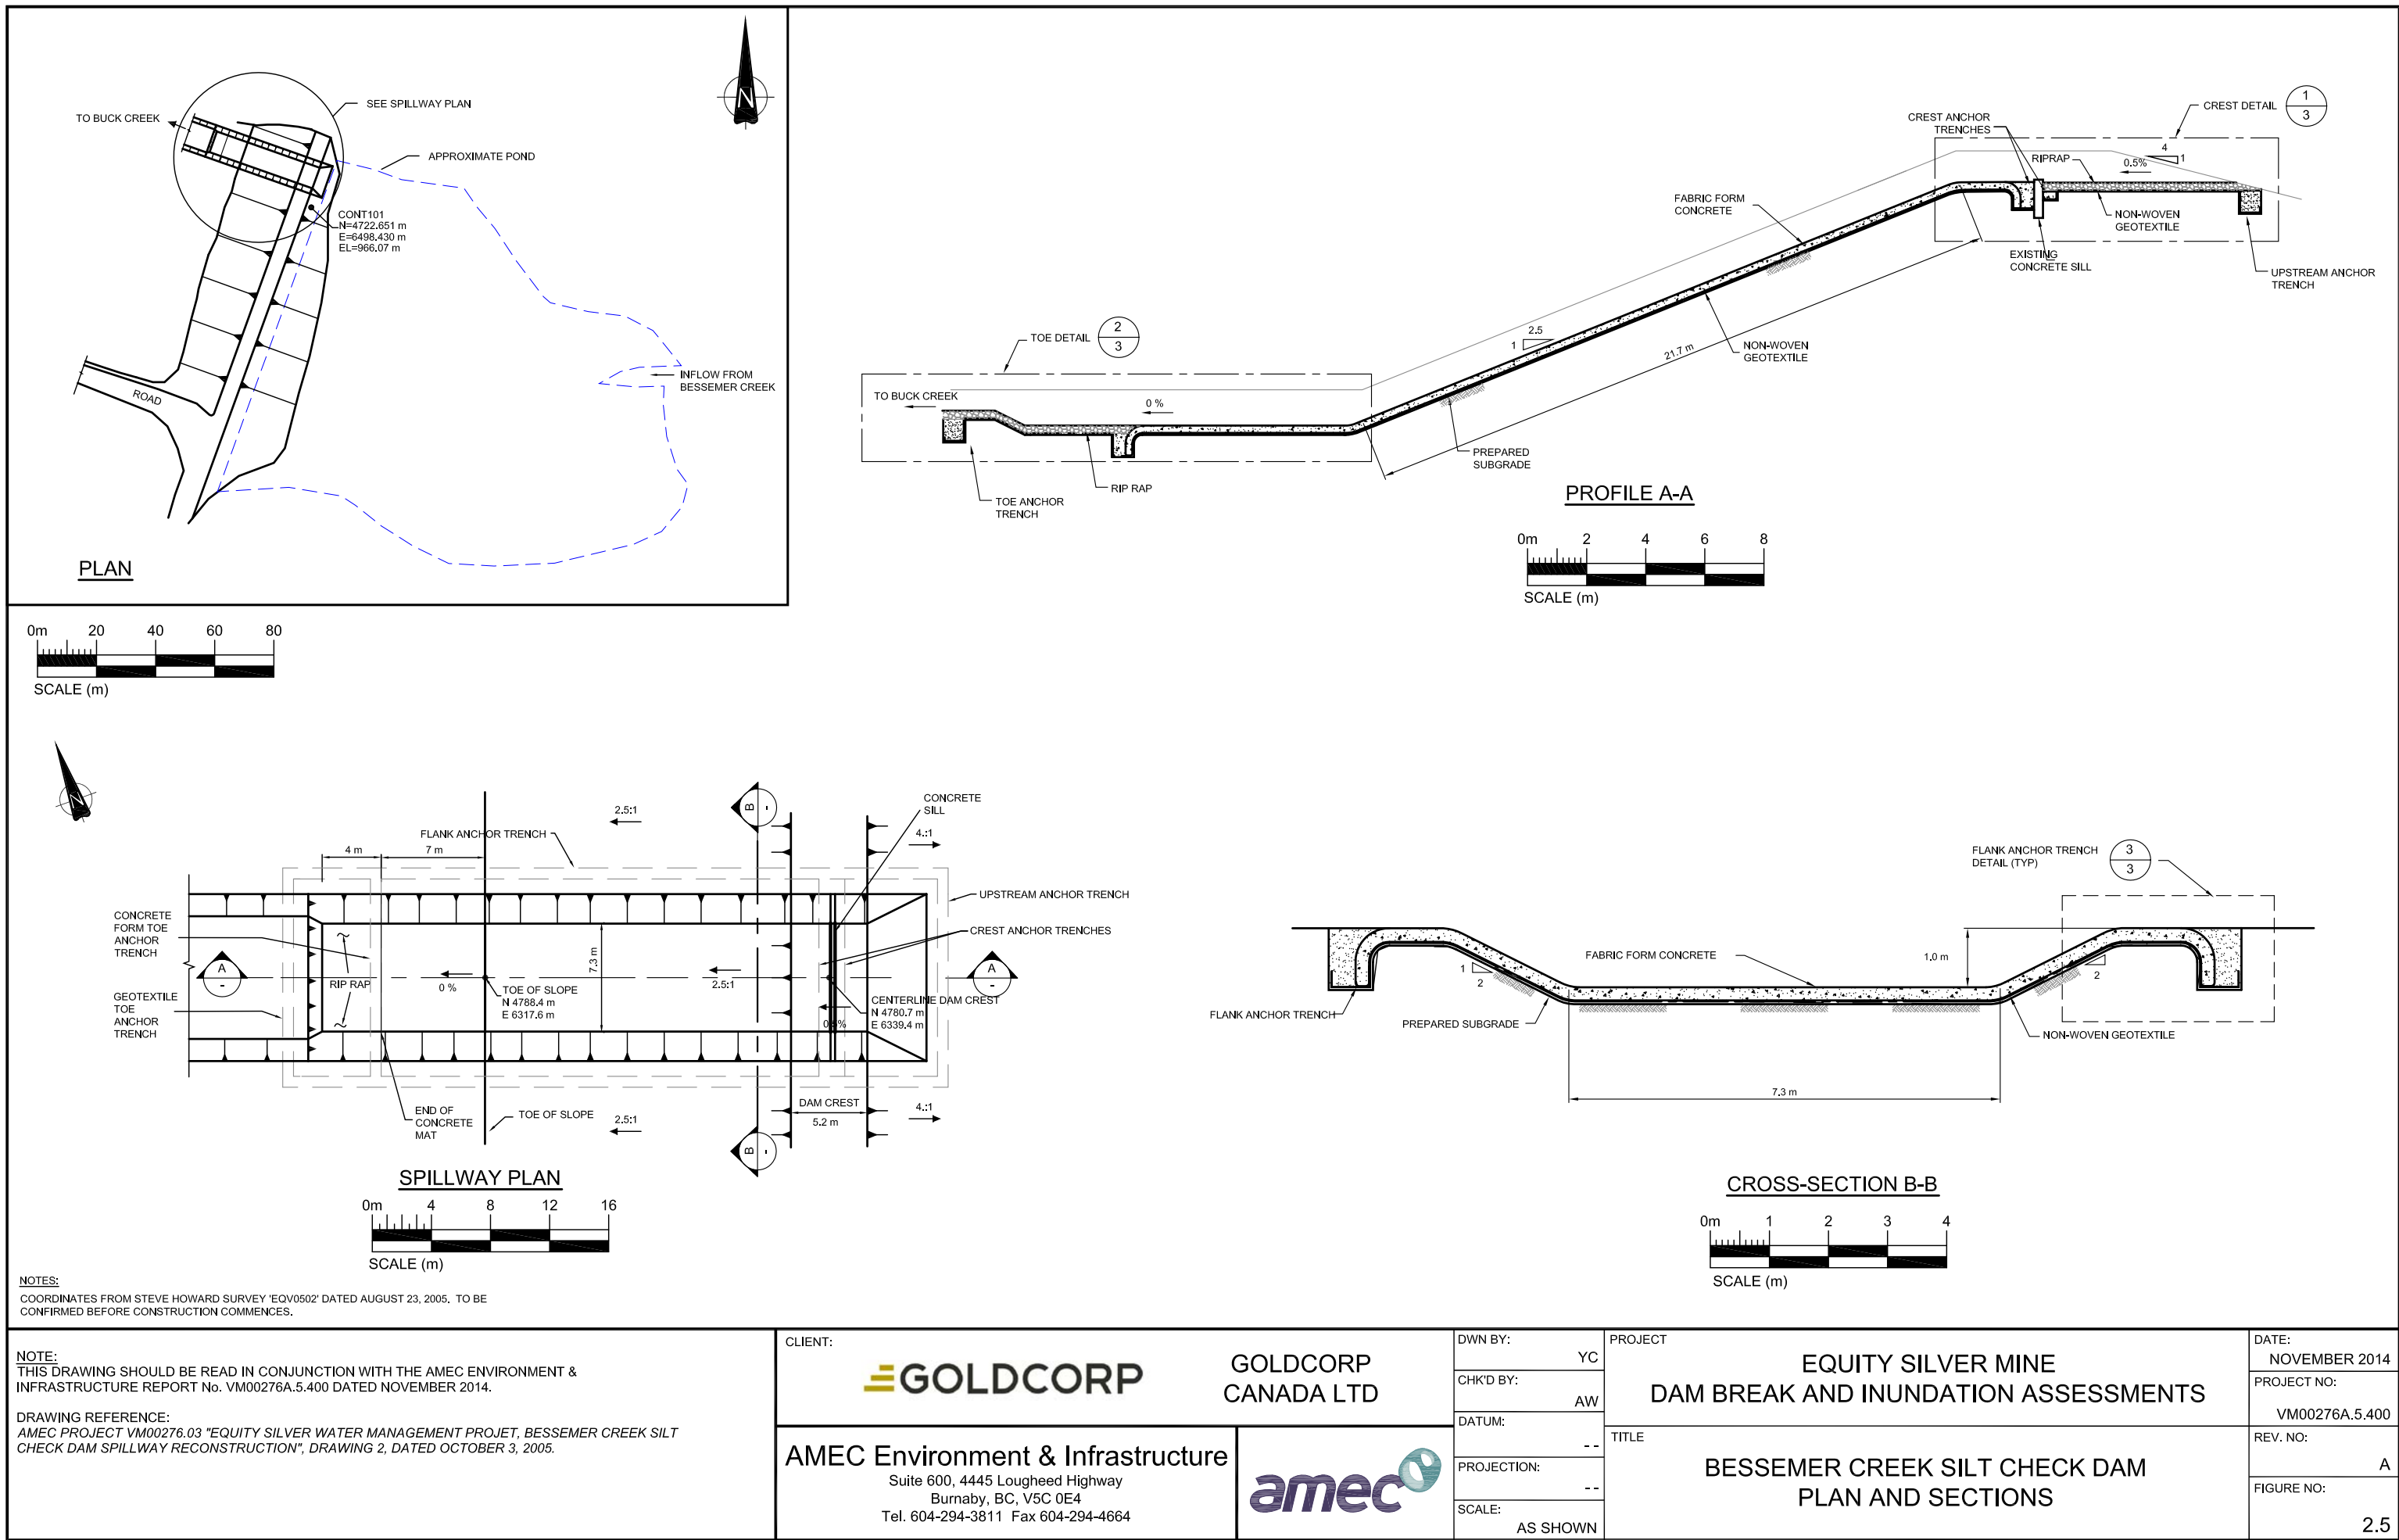 TO BUCK CREEK
SEE SPILLWAY PLAN
N
APPROXIMATE POND
CONT101
N=4722.651 m
E=6498.430 m
EL=966.07 m
INFLOW FROM
BESSEMER CREEK
ROAD
PLAN
0m 20 40 60 80
SCALE (m)
CREST DETAIL
1
3
CREST ANCHOR
TRENCHES
4
1
RIPRAP
0.5%
FABRIC FORM
CONCRETE
NON-WOVEN
GEOTEXTILE
EXISTING
CONCRETE SILL
UPSTREAM ANCHOR
TRENCH
TOE DETAIL
2
3
2.5
1
21.7 m
NON-WOVEN
GEOTEXTILE
TO BUCK CREEK
0 %
PREPARED
SUBGRADE
RIP RAP
TOE ANCHOR
TRENCH
PROFILE A-A
0m 2 4 6 8
SCALE (m)
N
2.5:1
B
-
CONCRETE
SILL
FLANK ANCHOR TRENCH
4.:1
4 m
7 m
UPSTREAM ANCHOR TRENCH
CONCRETE
FORM TOE
ANCHOR
TRENCH
CREST ANCHOR TRENCHES
7.3 m
A
-
A
-
RIP RAP
0 %
2.5:1
TOE OF SLOPE
N 4788.4 m
E 6317.6 m
GEOTEXTILE
TOE
ANCHOR
TRENCH
CENTERLINE DAM CREST
N 4780.7 m
E 6339.4 m
0.5%
END OF
CONCRETE
MAT
TOE OF SLOPE
2.5:1
DAM CREST
5.2 m
4.:1
B
-
SPILLWAY PLAN
0m 4 8 12 16
SCALE (m)
FLANK ANCHOR TRENCH
DETAIL (TYP)
3
3
FABRIC FORM CONCRETE
1.0 m
1
2
1
2
FLANK ANCHOR TRENCH
PREPARED SUBGRADE
NON-WOVEN GEOTEXTILE
7.3 m
CROSS-SECTION B-B
0m 1 2 3 4
SCALE (m)
NOTES:
COORDINATES FROM STEVE HOWARD SURVEY 'EQV0502' DATED AUGUST 23, 2005. TO BE
CONFIRMED BEFORE CONSTRUCTION COMMENCES.
NOTE:
THIS DRAWING SHOULD BE READ IN CONJUNCTION WITH THE AMEC ENVIRONMENT &
INFRASTRUCTURE REPORT No. VM00276A.5.400 DATED NOVEMBER 2014.
DRAWING REFERENCE:
AMEC PROJECT VM00276.03 "EQUITY SILVER WATER MANAGEMENT PROJET, BESSEMER CREEK SILT
CHECK DAM SPILLWAY RECONSTRUCTION", DRAWING 2, DATED OCTOBER 3, 2005.
CLIENT:
GOLDCORP
GOLDCORP
CANADA LTD
AMEC Environment & Infrastructure
Suite 600, 4445 Lougheed Highway
Burnaby, BC, V5C 0E4
Tel. 604-294-3811 Fax 604-294-4664
amec
DWN BY:
YC
CHK'D BY:
AW
DATUM:
--
PROJECTION:
--
SCALE:
AS SHOWN
PROJECT
EQUITY SILVER MINE
DAM BREAK AND INUNDATION ASSESSMENTS
TITLE
BESSEMER CREEK SILT CHECK DAM
PLAN AND SECTIONS
DATE:
NOVEMBER 2014
PROJECT NO:
VM00276A.5.400
REV. NO:
A
FIGURE NO:
2.5